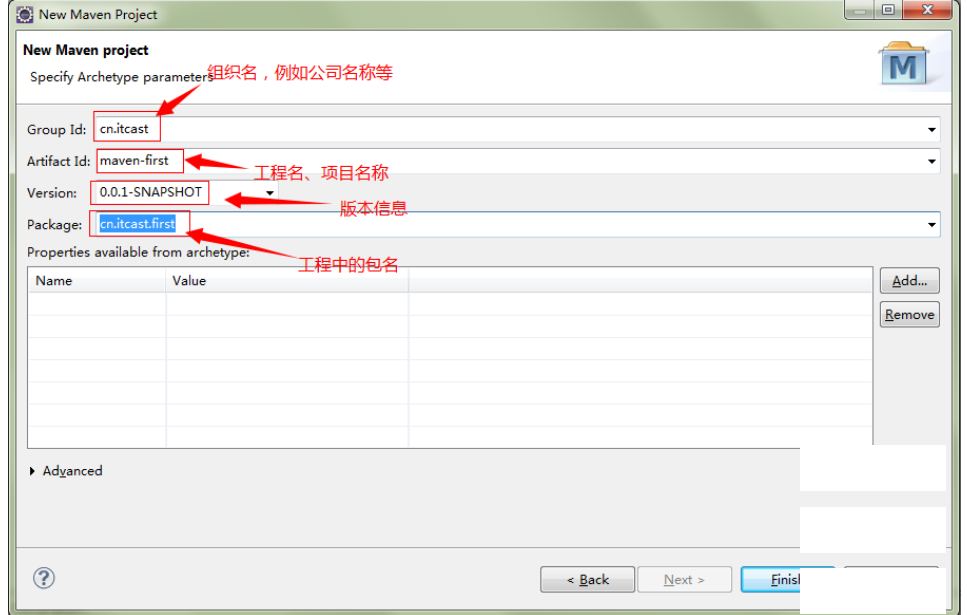 New Maven Project
New Maven project
Specify Archetype parameters
组织名，例如公司名称等
M
Group Id: cn.itcast
Artifact Id: maven-first
工程名、项目名称
Version: 0.0.1-SNAPSHOT
版本信息
Package: cn.itcast.first
Properties available from archetype:
工程中的包名
Name Value
Add...
Remove
Advanced
?
< Back Next >